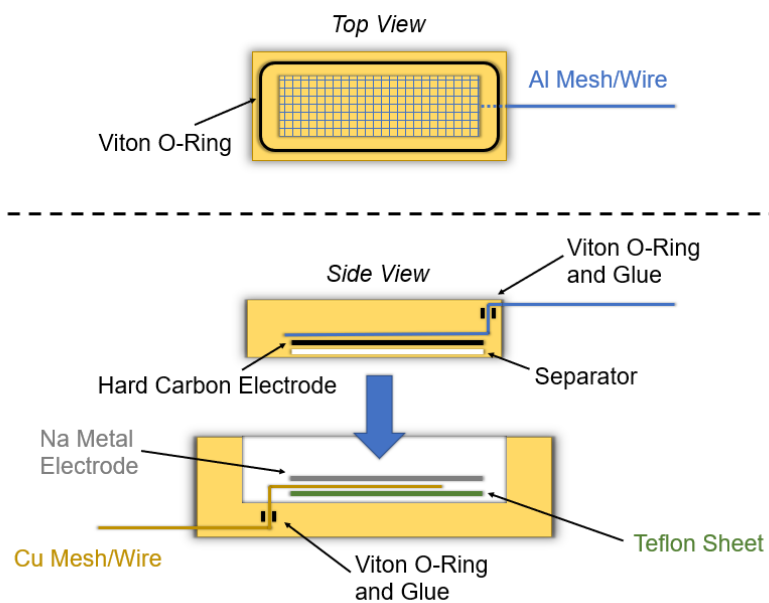 Top View
Al Mesh/Wire
Viton O-Ring
Side View
Viton O-Ring
and Glue
Hard Carbon Electrode
Separator
Na Metal
Electrode
Cu Mesh/Wire
Viton O-Ring
and Glue
Teflon Sheet